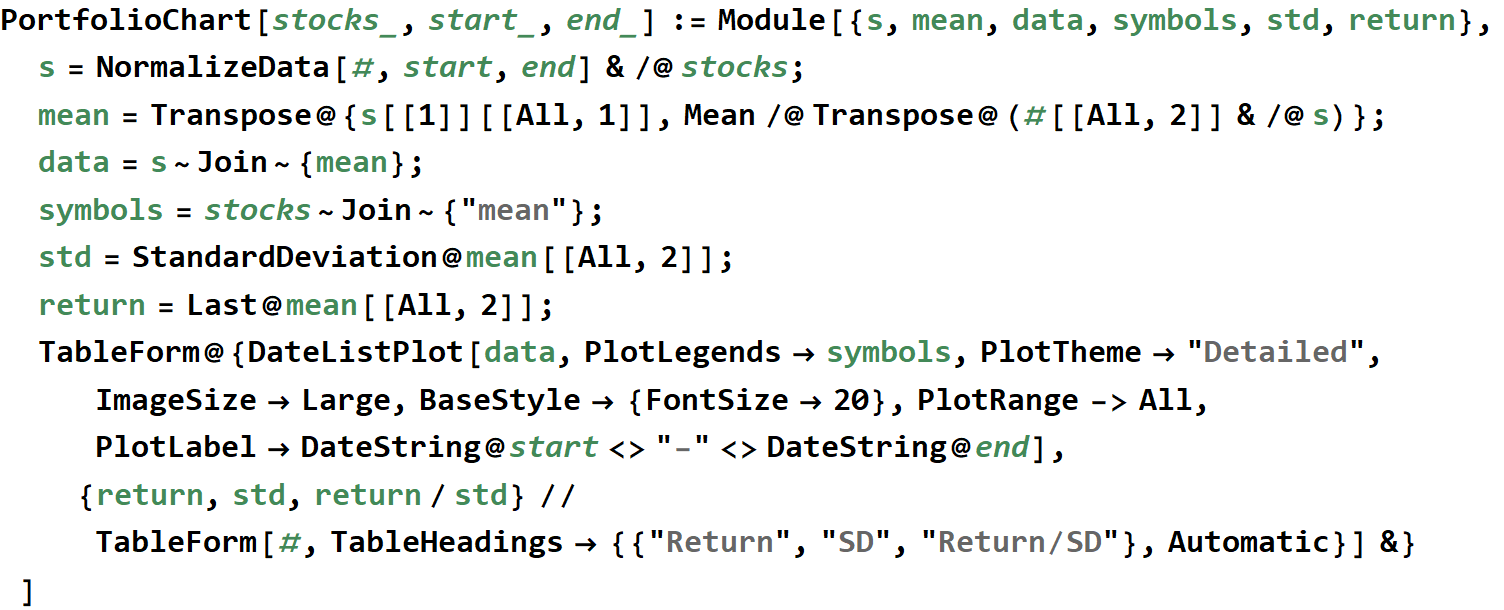 PortfolioChart[stocks_, start_, end_] := Module[{s, mean, data, symbols, std, return},
s = NormalizeData[#, start, end] & /@ stocks;
mean = Transpose@{s[[1]][[All, 1]], Mean /@ Transpose@(#[[All, 2]] & /@ s)};
data = s~Join~{mean};
symbols = stocks~Join~{"mean"};
std = StandardDeviation@mean[[All, 2]];
return = Last@mean[[All, 2]];
TableForm@{DateListPlot[data, PlotLegends → symbols, PlotTheme → "Detailed",
ImageSize → Large, BaseStyle → {FontSize → 20}, PlotRange -> All,
PlotLabel → DateString@start <> "-" <> DateString@end],
{return, std, return / std} //
TableForm[#, TableHeadings → {{"Return", "SD", "Return/SD"}, Automatic}] &}
]